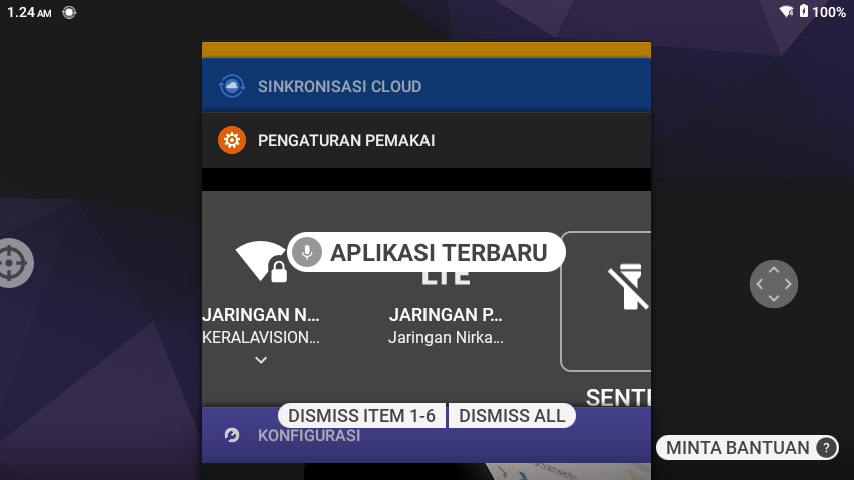 1.24 AM
100%
SINKRONISASI CLOUD
PENGATURAN PEMAKAI
APLIKASI TERBARU
LTE
JARINGAN N...
JARINGAN P...
KERALAVISION...
Jaringan Nirka...
SENT
DISMISS ITEM 1-6
DISMISS ALL
KONFIGURASI
MINTA BANTUAN ?